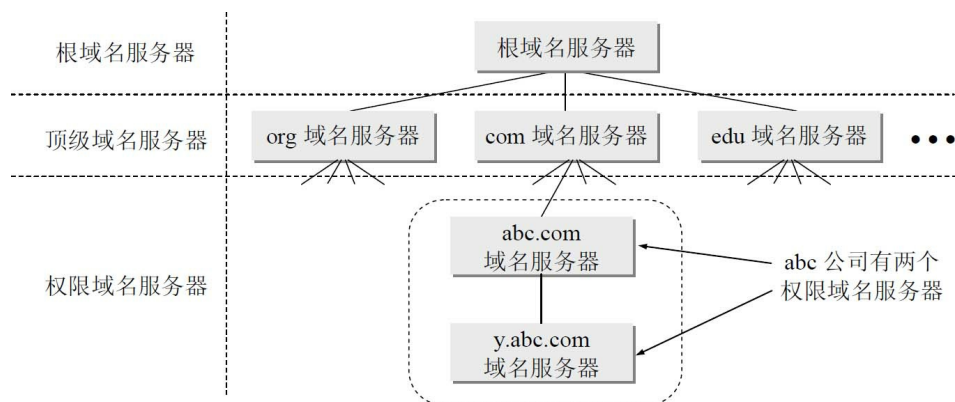 根域名服务器
根域名服务器
顶级域名服务器
org 域名服务器
com 域名服务器
edu 域名服务器
•••
权限域名服务器
abc.com
域名服务器
y.abc.com
域名服务器
abc 公司有两个
权限域名服务器